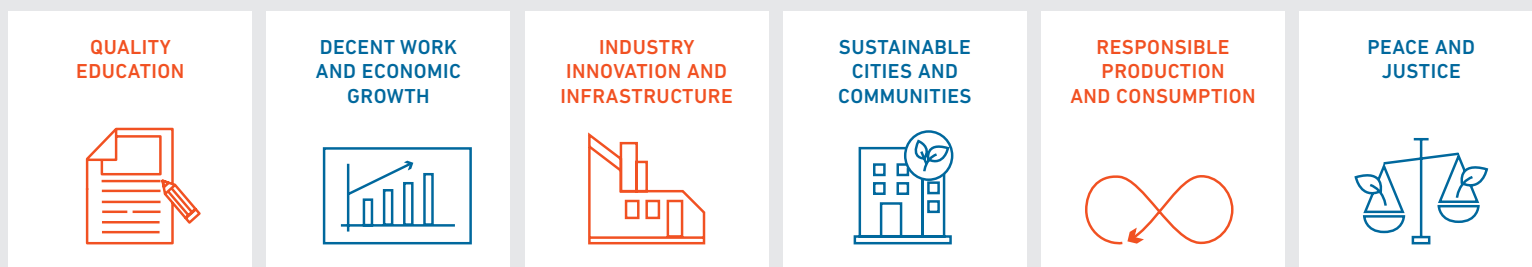 QUALITY
EDUCATION
DECENT WORK
AND ECONOMIC
GROWTH
INDUSTRY
INNOVATION AND
INFRASTRUCTURE
SUSTAINABLE
CITIES AND
COMMUNITIES
RESPONSIBLE
PRODUCTION
AND CONSUMPTION
PEACE AND
JUSTICE